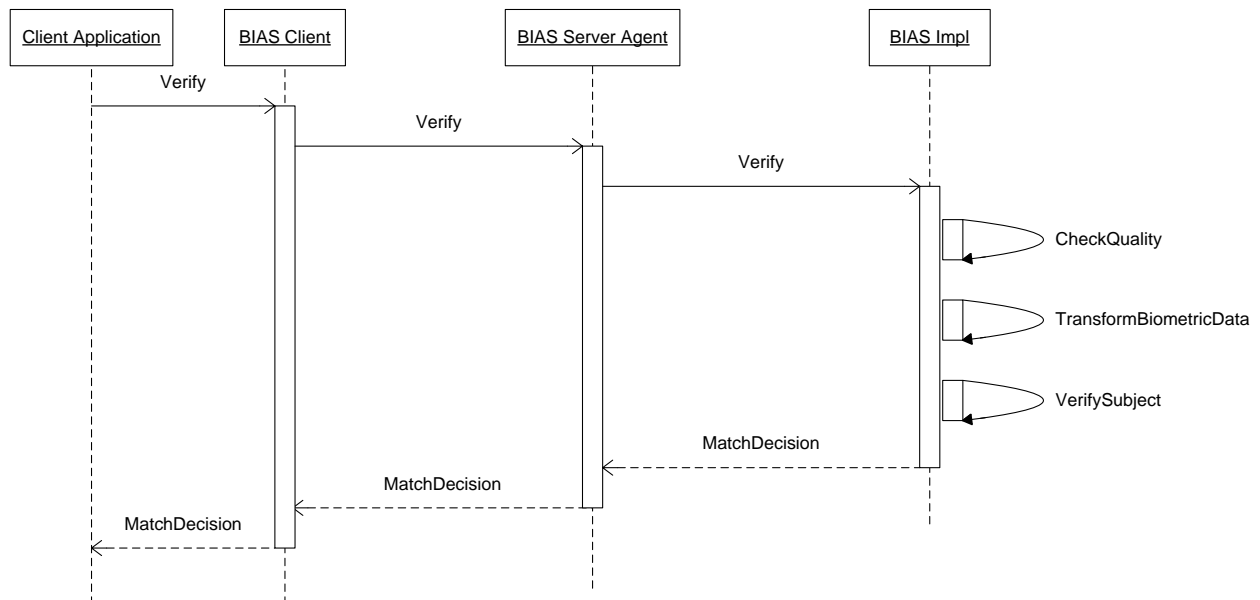 Client Application
BIAS Client
BIAS Server Agent
BIAS Impl
Verify
Verify
Verify
CheckQuality
TransformBiometricData
VerifySubject
MatchDecision
MatchDecision
MatchDecision